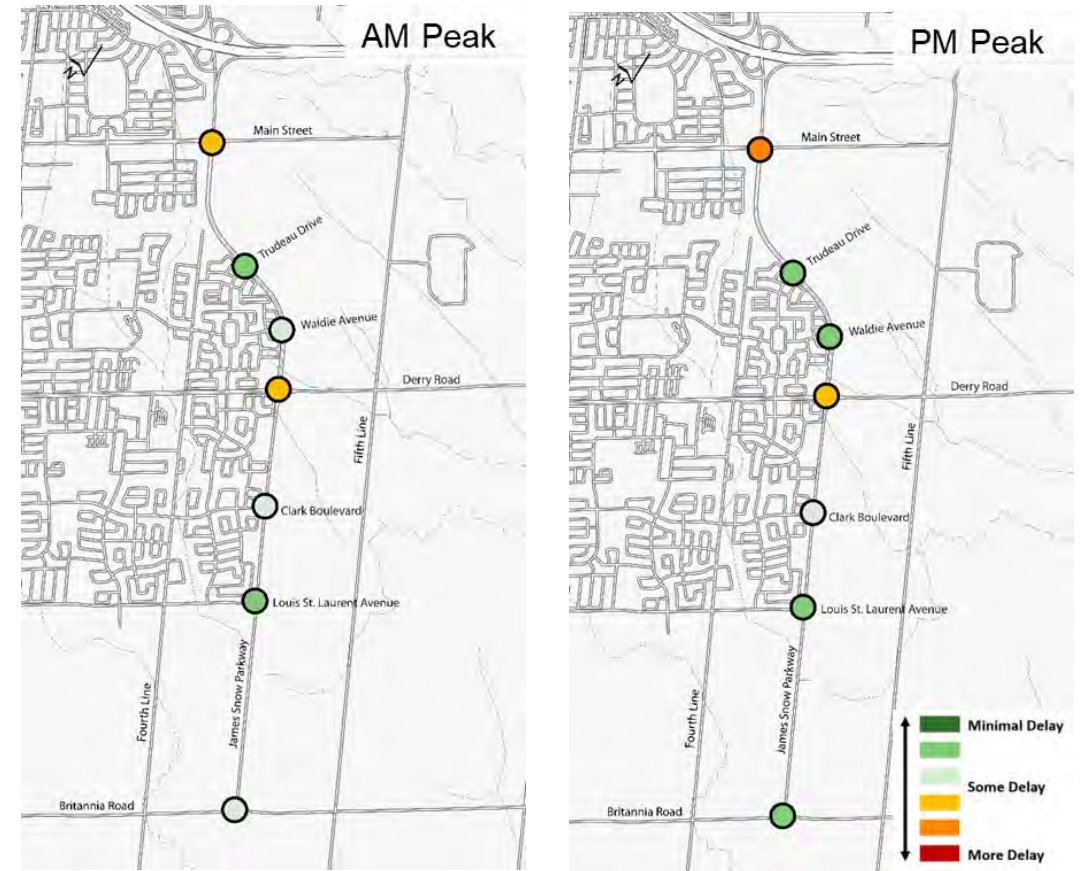 AM Peak
N
Main Street
Trudeau Drive
Waldie Avenue
Derry Road
Fifth Line
Clark Boulevard
Louis St. Laurent Avenue
James Snow Parkway
Fourth Line
Britannia Road
PM Peak
N
Main Street
Trudeau Drive
Waldie Avenue
Derry Road
Fifth Line
Clark Boulevard
Louis St. Laurent Avenue
James Snow Parkway
Fourth Line
Britannia Road
Minimal Delay
Some Delay
More Delay